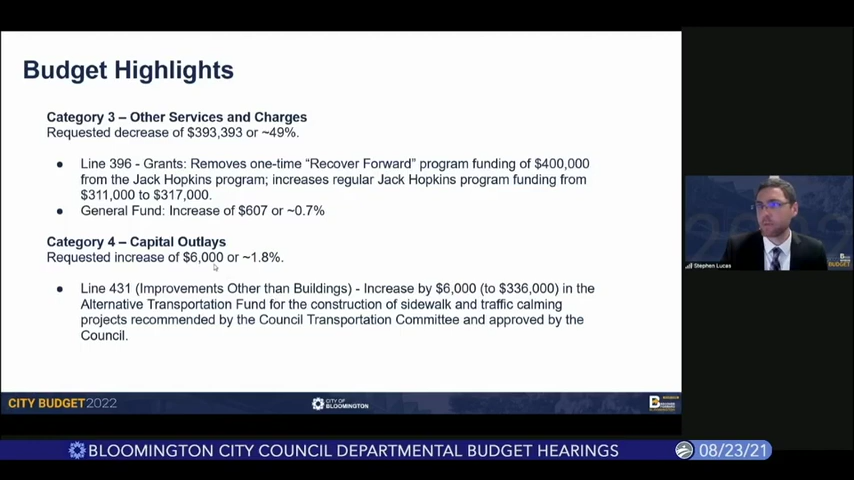 Budget Highlights
Category 3 – Other Services and Charges
Requested decrease of $393,393 or ~49%.
● Line 396 - Grants: Removes one-time “Recover Forward” program funding of $400,000
from the Jack Hopkins program; increases regular Jack Hopkins program funding from
$311,000 to $317,000.
● General Fund: Increase of $607 or ~0.7%
Category 4 – Capital Outlays
Requested increase of $6,000 or ~1.8%.
● Line 431 (Improvements Other than Buildings) - Increase by $6,000 (to $336,000) in the
Alternative Transportation Fund for the construction of sidewalk and traffic calming
projects recommended by the Council Transportation Committee and approved by the
Council.
Stephen Lucas
BUDGET
CITY BUDGET 2022
CITY OF
BLOOMINGTON
BLOOMINGTON CITY COUNCIL DEPARTMENTAL BUDGET HEARINGS
08/23/21